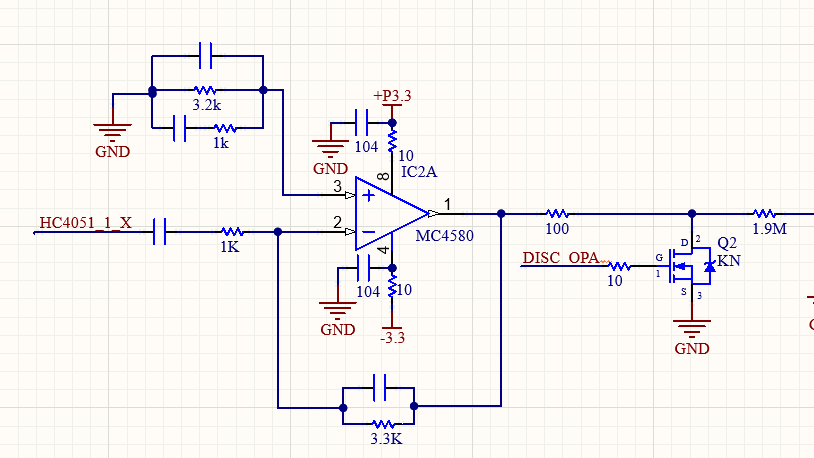 3.2k
1k
GND
+P3.3
104
10
GND
8
IC2A
3
1
2
MC4580
4
HC4051_1_X
1K
104
10
GND
-3.3
3.3K
100
1.9M
DISC_OPA
10
D
2
G
1
S
3
Q2
KN
GND